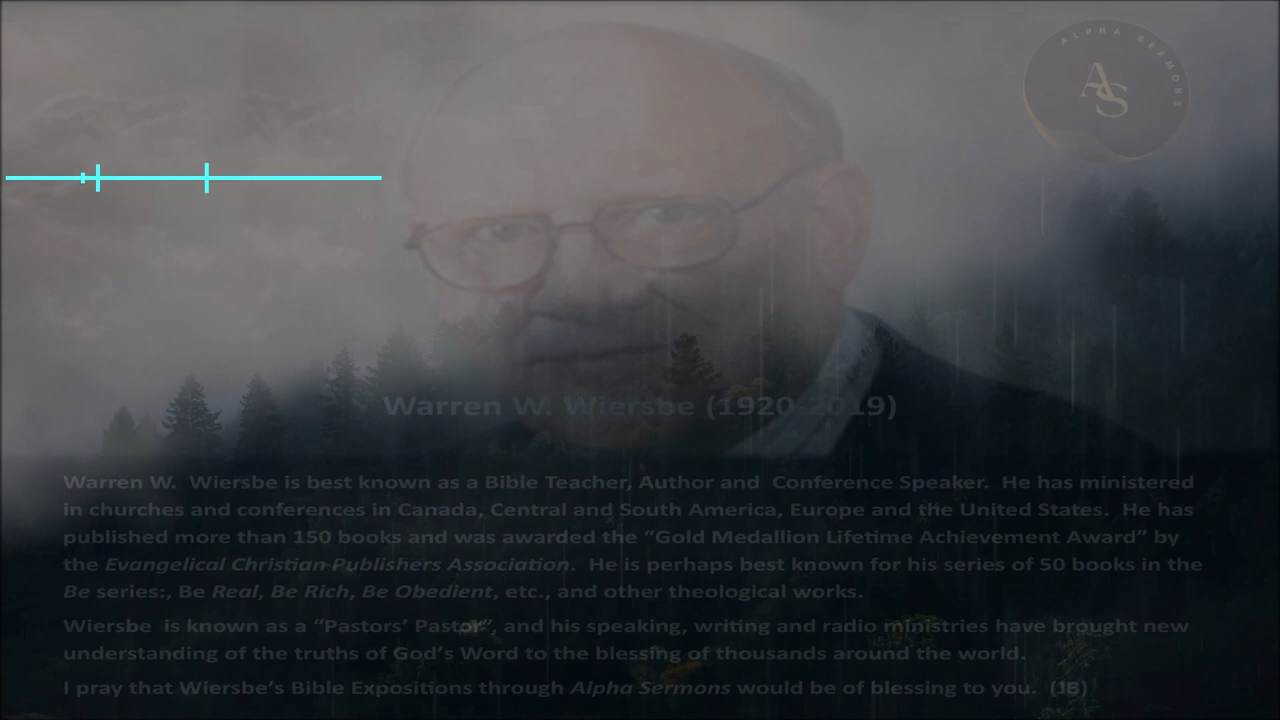 ALPHA SERMONS
AS
Warren W. Wiersbe (1920-2019)
Warren W. Wiersbe is best known as a Bible Teacher, Author and Conference Speaker. He has ministered
in churches and conferences in Canada, Central and South America, Europe and the United States. He has
published more than 150 books and was awarded the “Gold Medallion Lifetime Achievement Award” by
the Evangelical Christian Publishers Association. He is perhaps best known for his series of 50 books in the
Be series:, Be Real, Be Rich, Be Obedient, etc., and other theological works.
Wiersbe is known as a “Pastors’ Pastor”, and his speaking, writing and radio ministries have brought new
understanding of the truths of God’s Word to the blessing of thousands around the world.
I pray that Wiersbe’s Bible Expositions through Alpha Sermons would be of blessing to you. (JB)